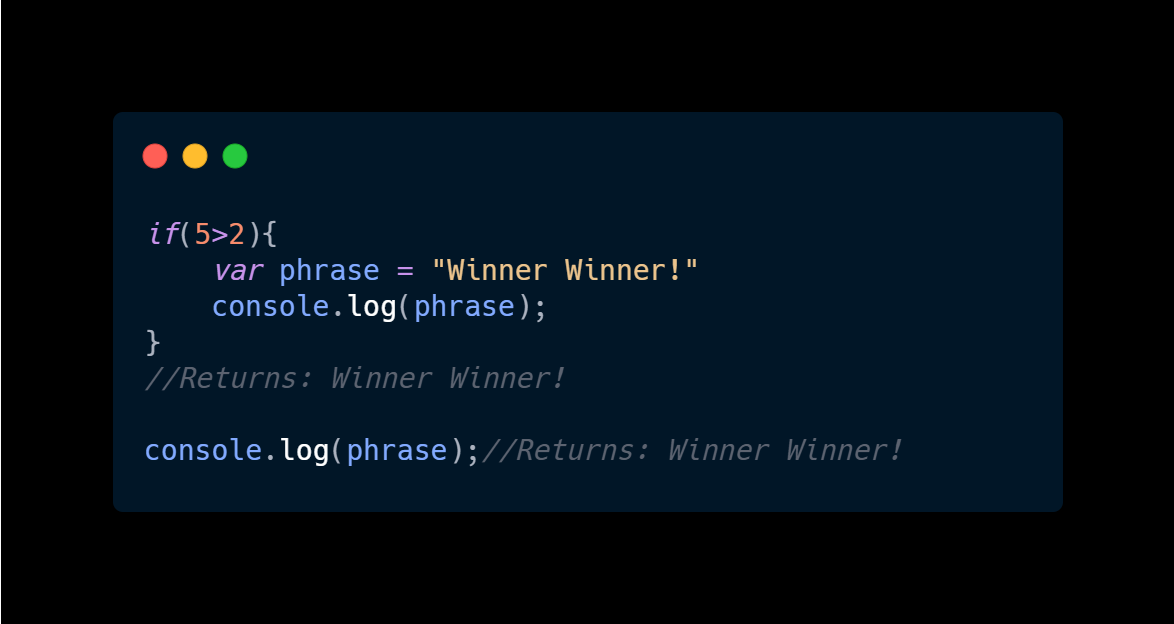 if(5>2){
    var phrase = "Winner Winner!"
    console.log(phrase);
}
//Returns: Winner Winner!

console.log(phrase);//Returns: Winner Winner!